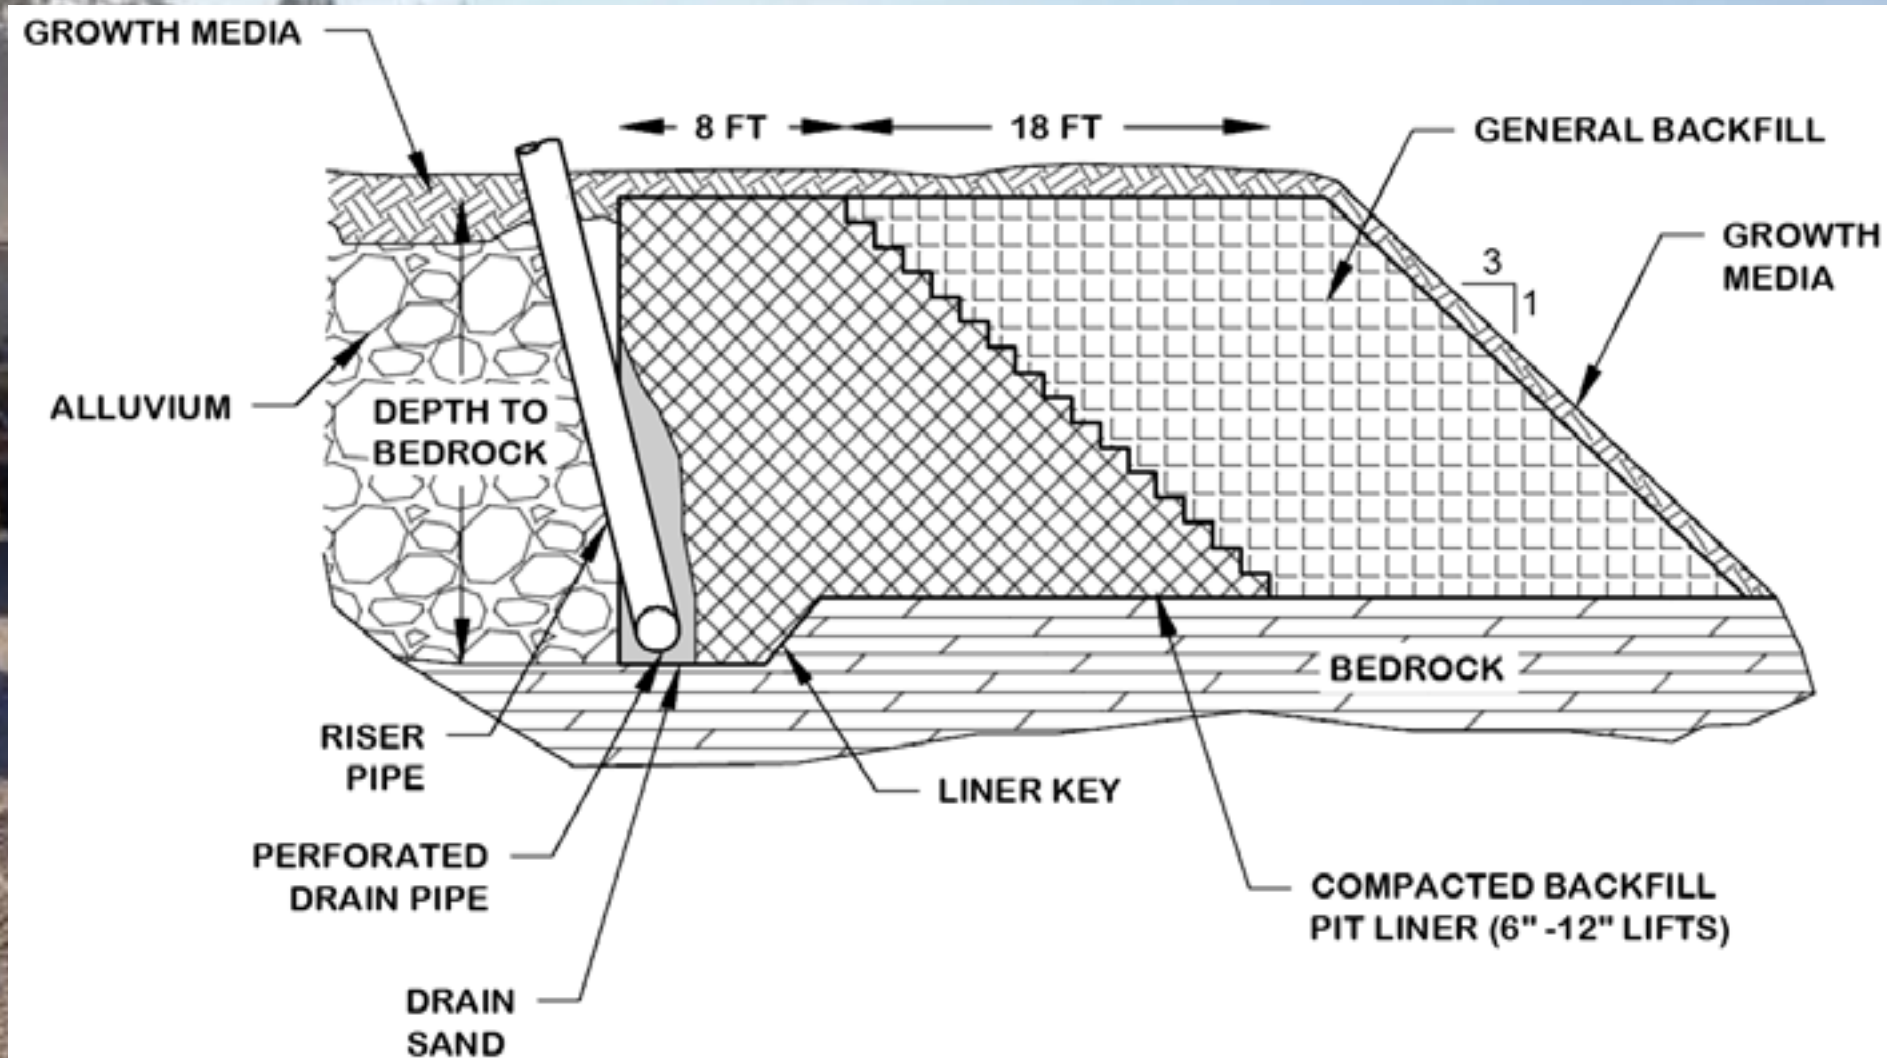 GROWTH MEDIA
8 FT
18 FT
GENERAL BACKFILL
GROWTH
MEDIA
3
1
ALLUVIUM
DEPTH TO
BEDROCK
BEDROCK
RISER
PIPE
LINER KEY
PERFORATED
DRAIN PIPE
COMPACTED BACKFILL
PIT LINER (6" -12" LIFTS)
DRAIN
SAND